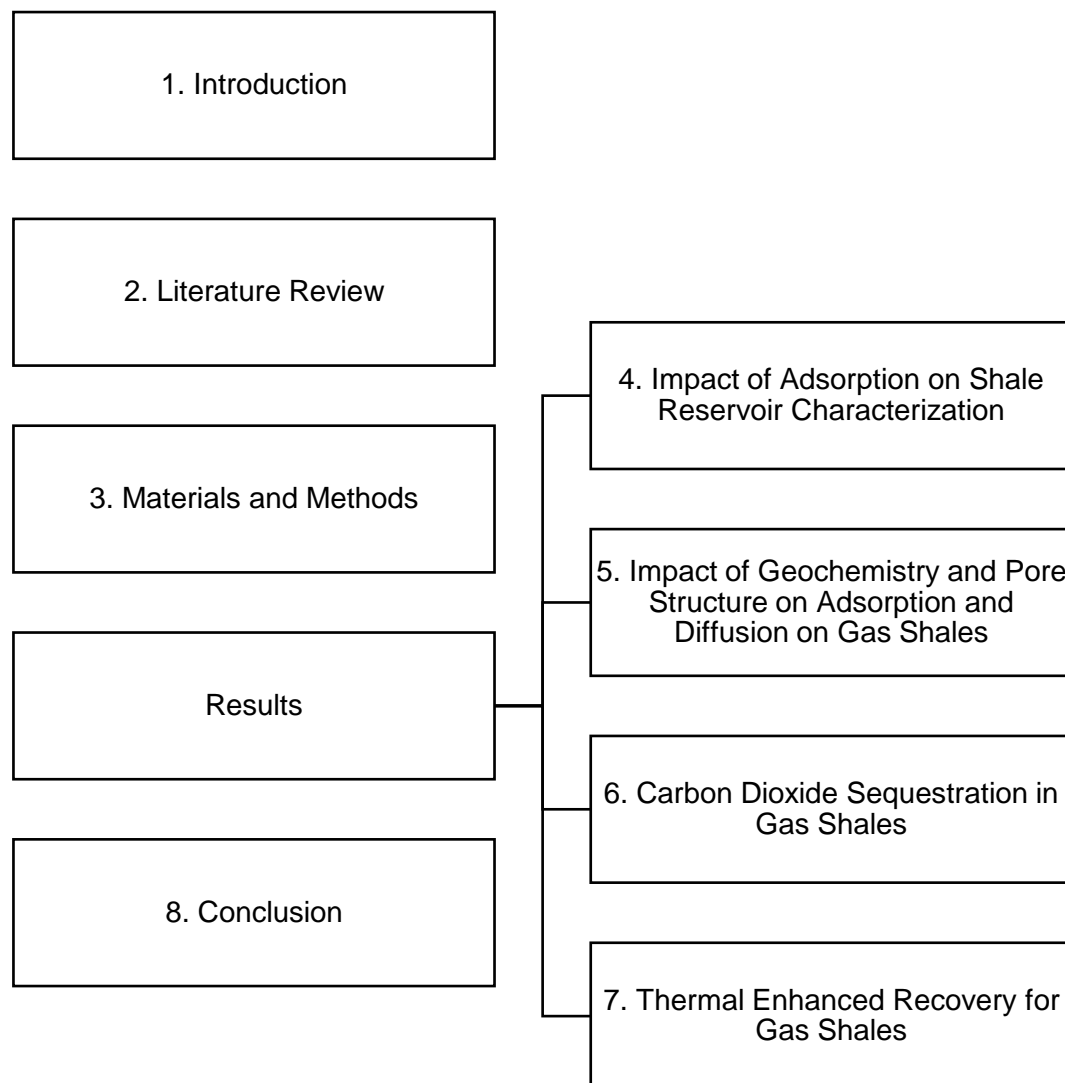 1. Introduction
2. Literature Review
3. Materials and Methods
Results
8. Conclusion
4. Impact of Adsorption on Shale
Reservoir Characterization
5. Impact of Geochemistry and Pore
Structure on Adsorption and
Diffusion on Gas Shales
6. Carbon Dioxide Sequestration in
Gas Shales
7. Thermal Enhanced Recovery for
Gas Shales